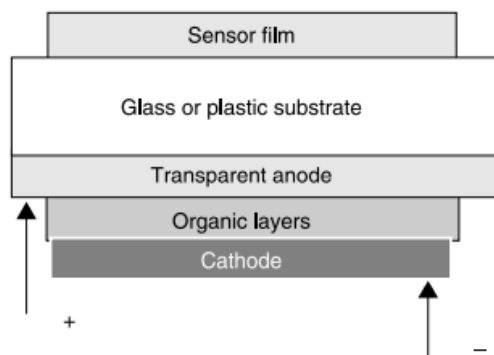 Sensor film
Glass or plastic substrate
Transparent anode
Organic layers
Cathode
+
–